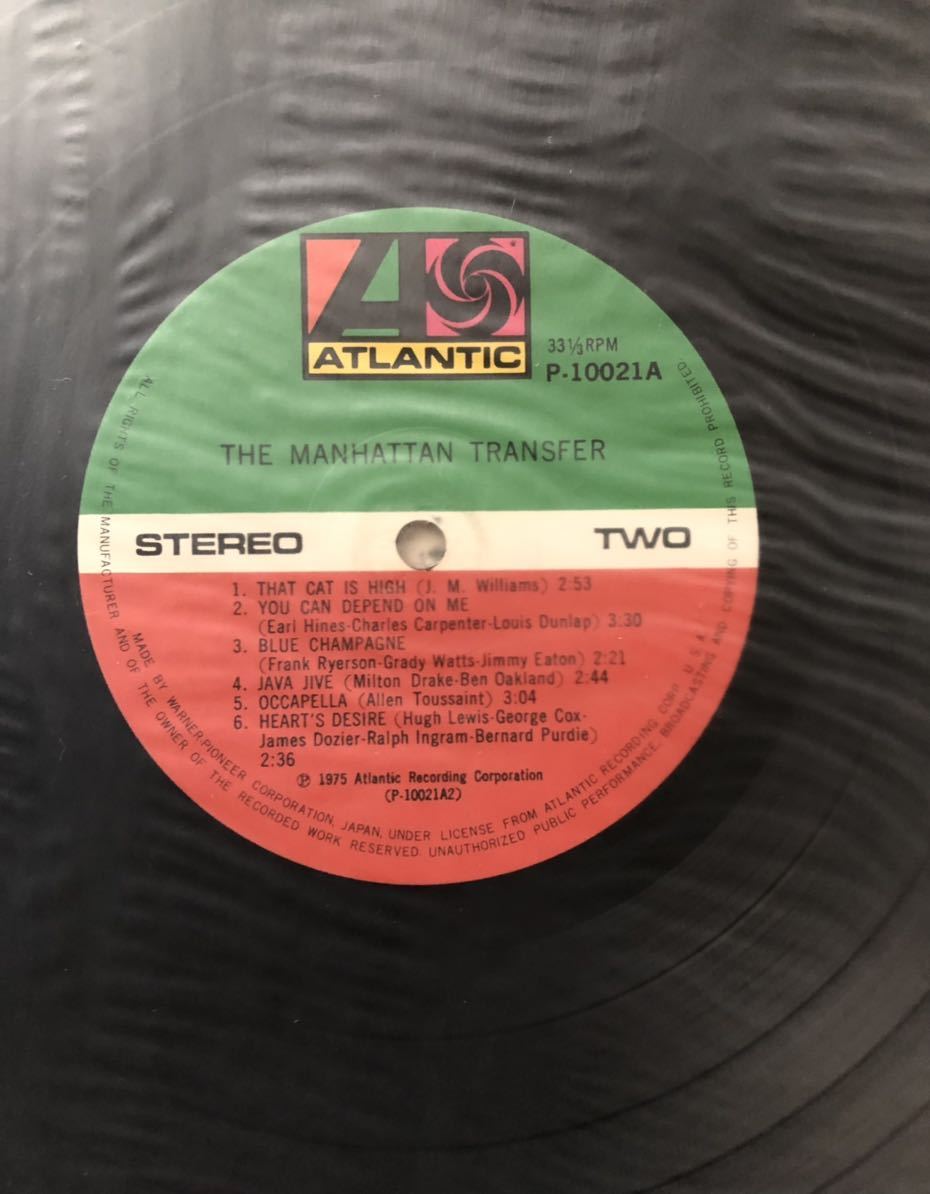 ATLANTIC
33⅓ RPM
P-10021A
THE MANHATTAN TRANSFER
STEREO
TWO
1. THAT CAT IS HIGH (J. M. Williams) 2:53
2. YOU CAN DEPEND ON ME
(Earl Hines-Charles Carpenter-Louis Dunlap) 3:30
3. BLUE CHAMPAGNE
(Frank Ryerson-Grady Watts-Jimmy Eaton) 2:21
4. JAVA JIVE (Milton Drake-Ben Oakland) 2:44
5. OCCAPELLA (Allen Toussaint) 3:04
6. HEART'S DESIRE (Hugh Lewis-George Cox-
James Dozier-Ralph Ingram-Bernard Purdie)
2:36
℗ 1975 Atlantic Recording Corporation
(P-10021A2)
MADE BY WARNER-PIONEER CORPORATION, JAPAN, UNDER LICENSE FROM ATLANTIC RECORDING CORP. U.S.A.
ALL RIGHTS OF THE MANUFACTURER AND OF THE OWNER OF THE RECORDED WORK RESERVED. UNAUTHORIZED PUBLIC PERFORMANCE, BROADCASTING AND COPYING OF THIS RECORD PROHIBITED.